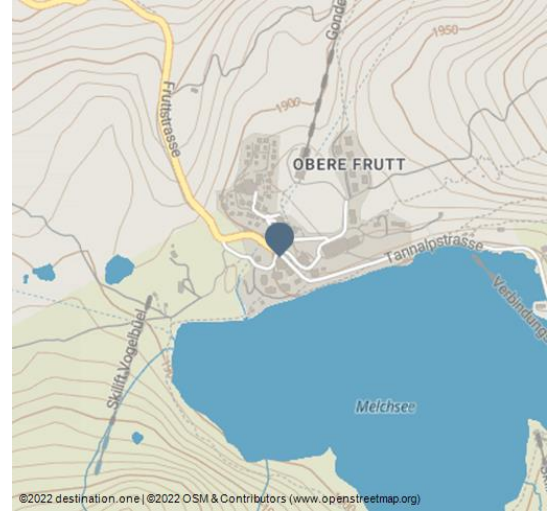 1950
Gonde
1900
Fruttstrasse
OBERE FRUTT
Tannalpstrasse
Verbindungs
Skilift Vogelbüel
Melchsee
©2022 destination.one | ©2022 OSM & Contributors (www.openstreetmap.org)